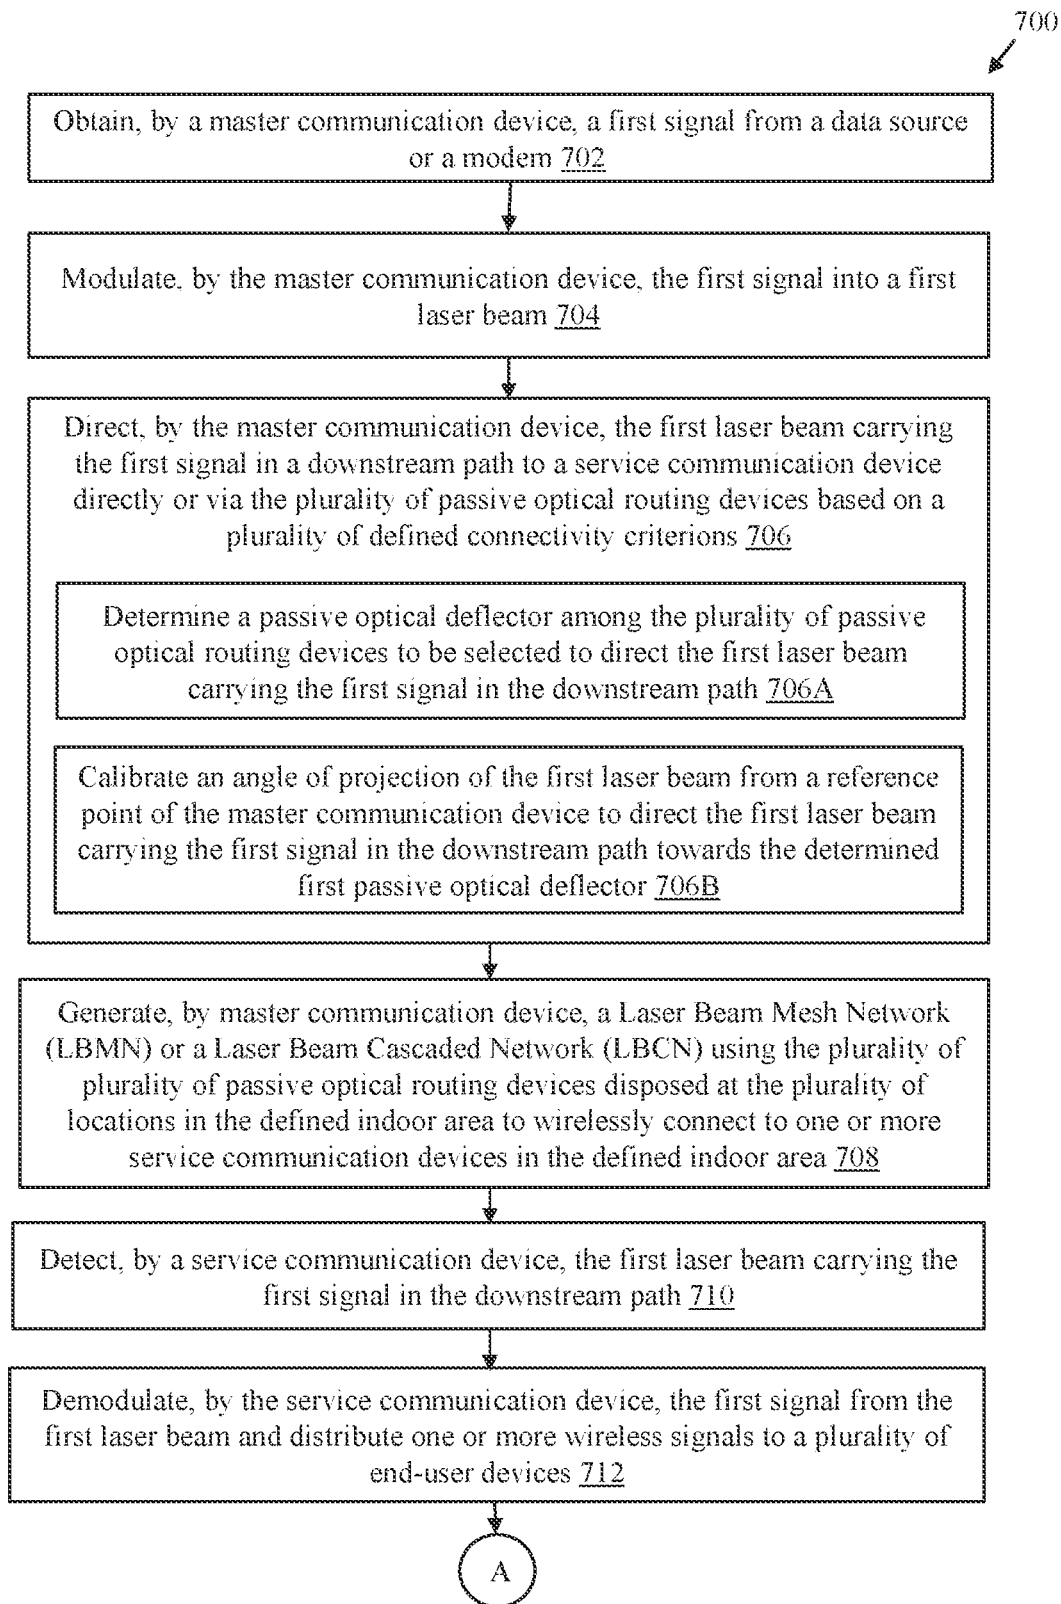 700
Obtain, by a master communication device, a first signal from a data source
or a modem 702
Modulate, by the master communication device, the first signal into a first
laser beam 704
Direct, by the master communication device, the first laser beam carrying
the first signal in a downstream path to a service communication device
directly or via the plurality of passive optical routing devices based on a
plurality of defined connectivity criterions 706
Determine a passive optical deflector among the plurality of passive
optical routing devices to be selected to direct the first laser beam
carrying the first signal in the downstream path 706A
Calibrate an angle of projection of the first laser beam from a reference
point of the master communication device to direct the first laser beam
carrying the first signal in the downstream path towards the determined
first passive optical deflector 706B
Generate, by master communication device, a Laser Beam Mesh Network
(LBMN) or a Laser Beam Cascaded Network (LBCN) using the plurality of
plurality of passive optical routing devices disposed at the plurality of
locations in the defined indoor area to wirelessly connect to one or more
service communication devices in the defined indoor area 708
Detect, by a service communication device, the first laser beam carrying the
first signal in the downstream path 710
Demodulate, by the service communication device, the first signal from the
first laser beam and distribute one or more wireless signals to a plurality of
end-user devices 712
A